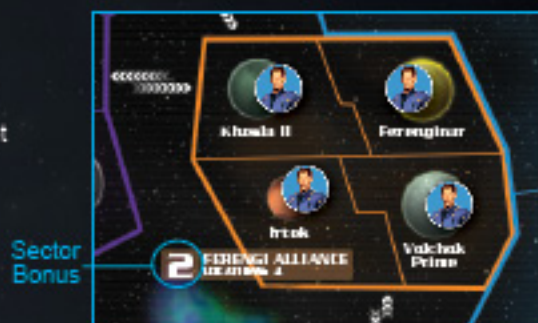 t
Khosla II
Ferenginar
Irtok
Volchok
Prime
Sector
Bonus
2
FERENGI ALLIANCE
LOCATIONS: 4